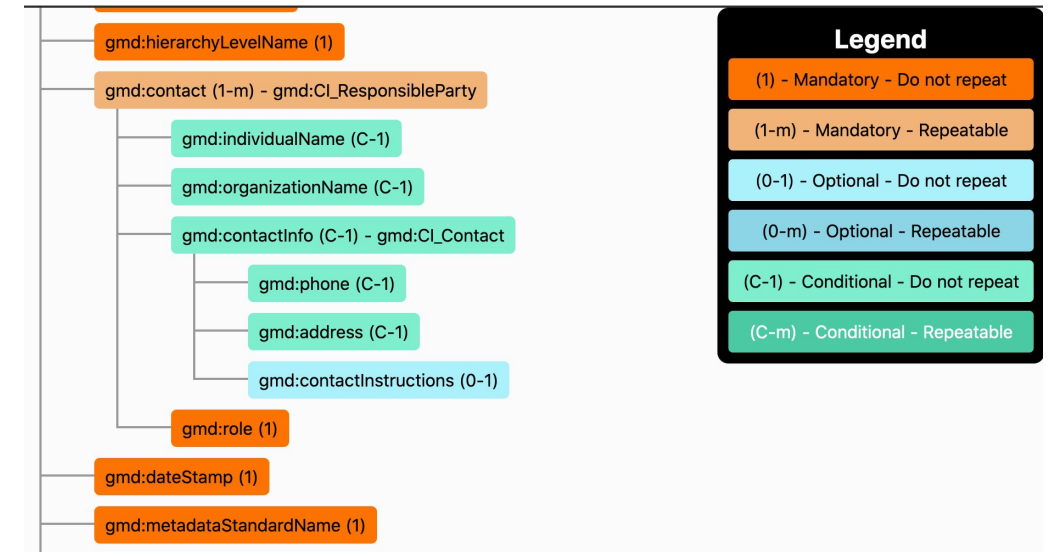 gmd:hierarchyLevelName (1)
gmd:contact (1-m) - gmd:CI_ResponsibleParty
gmd:individualName (C-1)
gmd:organizationName (C-1)
gmd:contactInfo (C-1) - gmd:CI_Contact
gmd:phone (C-1)
gmd:address (C-1)
gmd:contactInstructions (0-1)
gmd:role (1)
gmd:dateStamp (1)
gmd:metadataStandardName (1)
Legend
(1) - Mandatory - Do not repeat
(1-m) - Mandatory - Repeatable
(0-1) - Optional - Do not repeat
(0-m) - Optional - Repeatable
(C-1) - Conditional - Do not repeat
(C-m) - Conditional - Repeatable